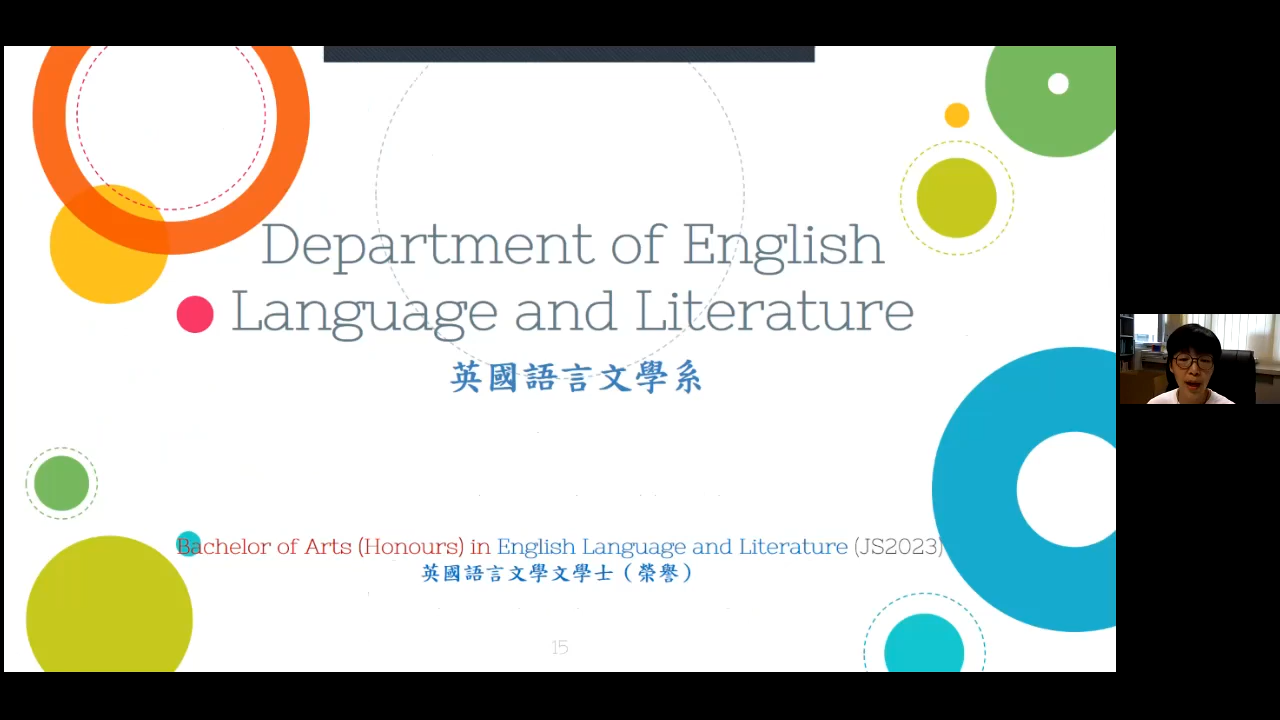 Department of English
Language and Literature
英國語言文學系
Bachelor of Arts (Honours) in English Language and Literature (JS2023)
英國語言文學文學士（榮譽）
15